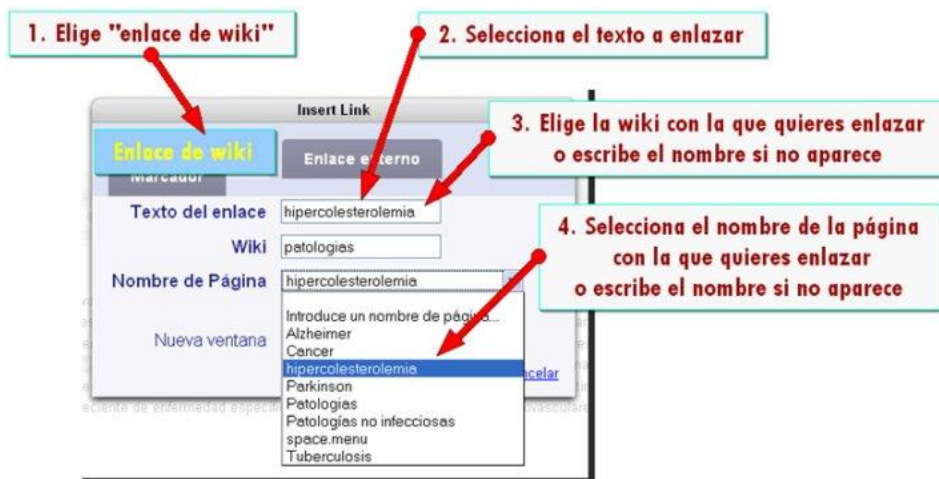 1. Elige "enlace de wiki"
2. Selecciona el texto a enlazar
Insert Link
3. Elige la wiki con la que quieres enlazar
o escribe el nombre si no aparece
Enlace de wiki
Enlace externo
Marcador
Texto del enlace hipercolesterolemia
Wiki patologias
4. Selecciona el nombre de la página
con la que quieres enlazar
o escribe el nombre si no aparece
Nombre de Página hipercolesterolemia
Introduce un nombre de página...
Nueva ventana
Alzheimer
Cancer
hipercolesterolemia
ncelar
Parkinson
Patologias
Patologías no infecciosas
space.menu
Tuberculosis